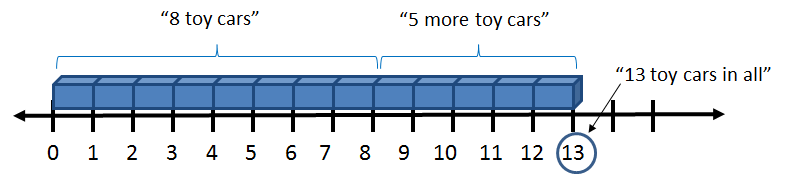 “8 toy cars” “5 more toy cars”
“13 toy cars in all”
0 1 2 3 4 5 6 7 8 9 10 11 12 13